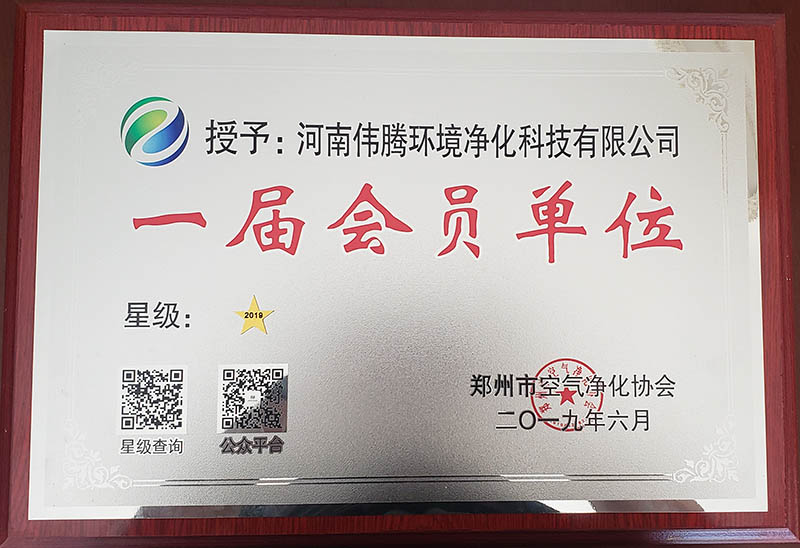 授予：河南伟腾环境净化科技有限公司
一届会员单位
星级：
2019
星级查询
公众平台
郑州市空气净化协会
二〇一九年六月